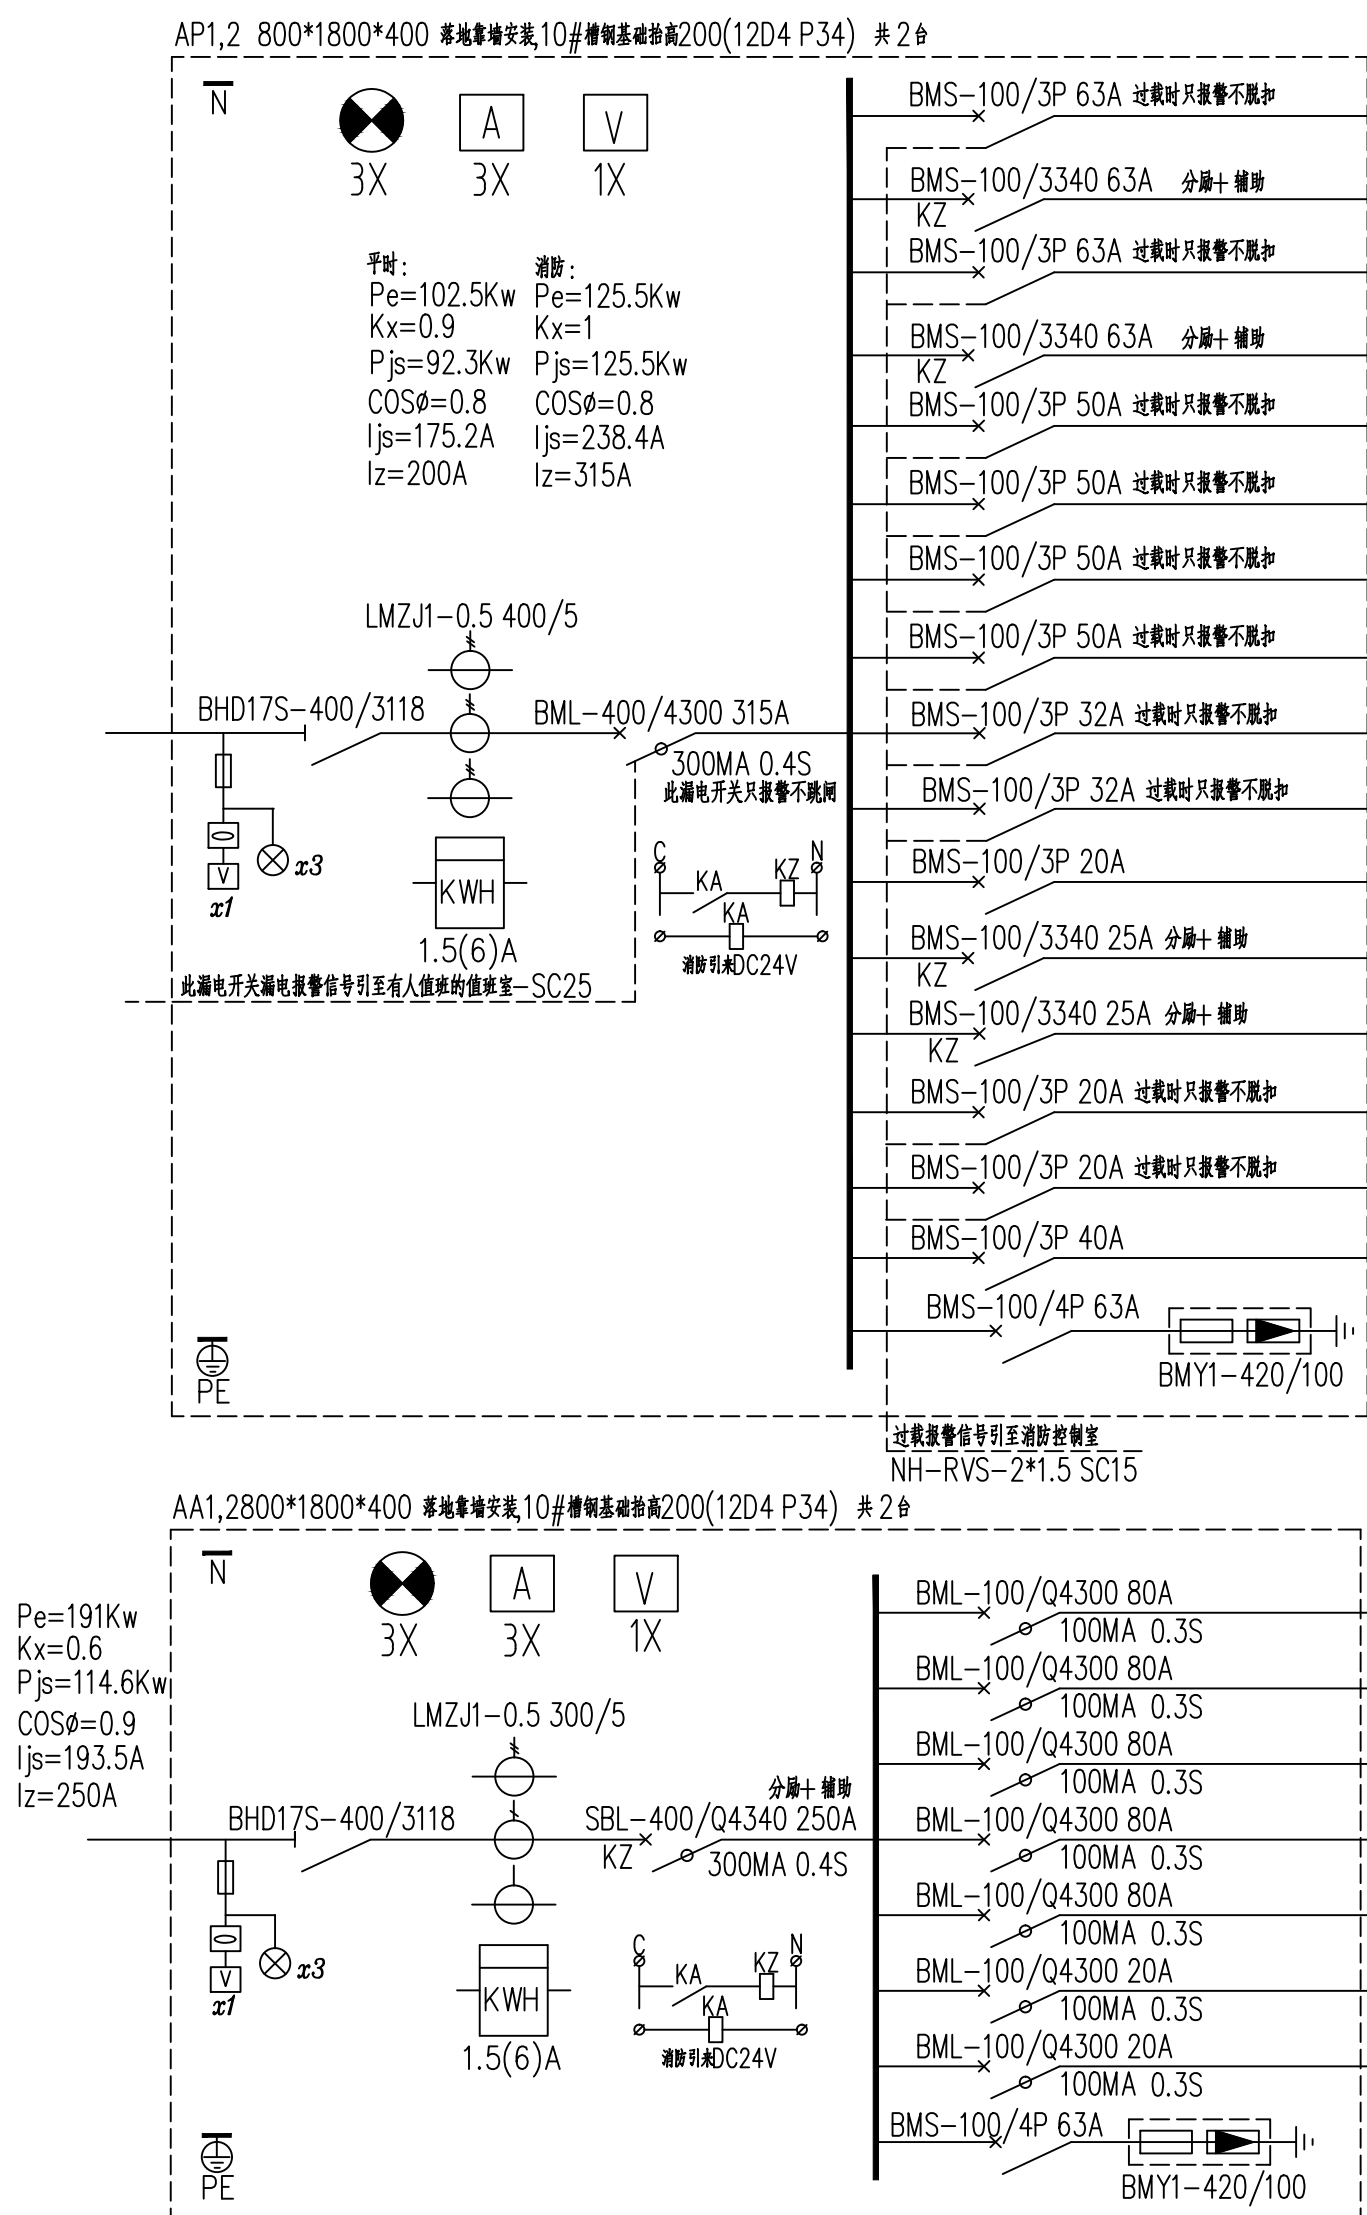 AP1,2 800*1800*400 落地靠墙安装,10#槽钢基础抬高200(12D4 P34) 共2台
N
3X
A
3X
V
1X
平时:
Pe=102.5Kw
Kx=0.9
Pjs=92.3Kw
COSø=0.8
Ijs=175.2A
Iz=200A
消防:
Pe=125.5Kw
Kx=1
Pjs=125.5Kw
COSø=0.8
Ijs=238.4A
Iz=315A
LMZJ1-0.5 400/5
BHD17S-400/3118
BML-400/4300 315A
300MA 0.4S
此漏电开关只报警不跳闸
x3
V
x1
KWH
1.5(6)A
C
N
KA
KZ
KA
消防引来DC24V
此漏电开关漏电报警信号引至有人值班的值班室-SC25
PE
BMS-100/3P 63A 过载时只报警不脱扣
BMS-100/3340 63A 分励+辅助
KZ
BMS-100/3P 63A 过载时只报警不脱扣
BMS-100/3340 63A 分励+辅助
KZ
BMS-100/3P 50A 过载时只报警不脱扣
BMS-100/3P 50A 过载时只报警不脱扣
BMS-100/3P 50A 过载时只报警不脱扣
BMS-100/3P 50A 过载时只报警不脱扣
BMS-100/3P 32A 过载时只报警不脱扣
BMS-100/3P 32A 过载时只报警不脱扣
BMS-100/3P 20A
BMS-100/3340 25A 分励+辅助
KZ
BMS-100/3340 25A 分励+辅助
KZ
BMS-100/3P 20A 过载时只报警不脱扣
BMS-100/3P 20A 过载时只报警不脱扣
BMS-100/3P 40A
BMS-100/4P 63A
BMY1-420/100
过载报警信号引至消防控制室
NH-RVS-2*1.5 SC15
AA1,2800*1800*400 落地靠墙安装,10#槽钢基础抬高200(12D4 P34) 共2台
N
3X
A
3X
V
1X
Pe=191Kw
Kx=0.6
Pjs=114.6Kw
COSø=0.9
Ijs=193.5A
Iz=250A
LMZJ1-0.5 300/5
BHD17S-400/3118
分励+辅助
SBL-400/Q4340 250A
KZ
300MA 0.4S
x3
V
x1
KWH
1.5(6)A
C
N
KA
KZ
KA
消防引来DC24V
PE
BML-100/Q4300 80A
100MA 0.3S
BML-100/Q4300 80A
100MA 0.3S
BML-100/Q4300 80A
100MA 0.3S
BML-100/Q4300 80A
100MA 0.3S
BML-100/Q4300 80A
100MA 0.3S
BML-100/Q4300 20A
100MA 0.3S
BML-100/Q4300 20A
100MA 0.3S
BMS-100/4P 63A
BMY1-420/100